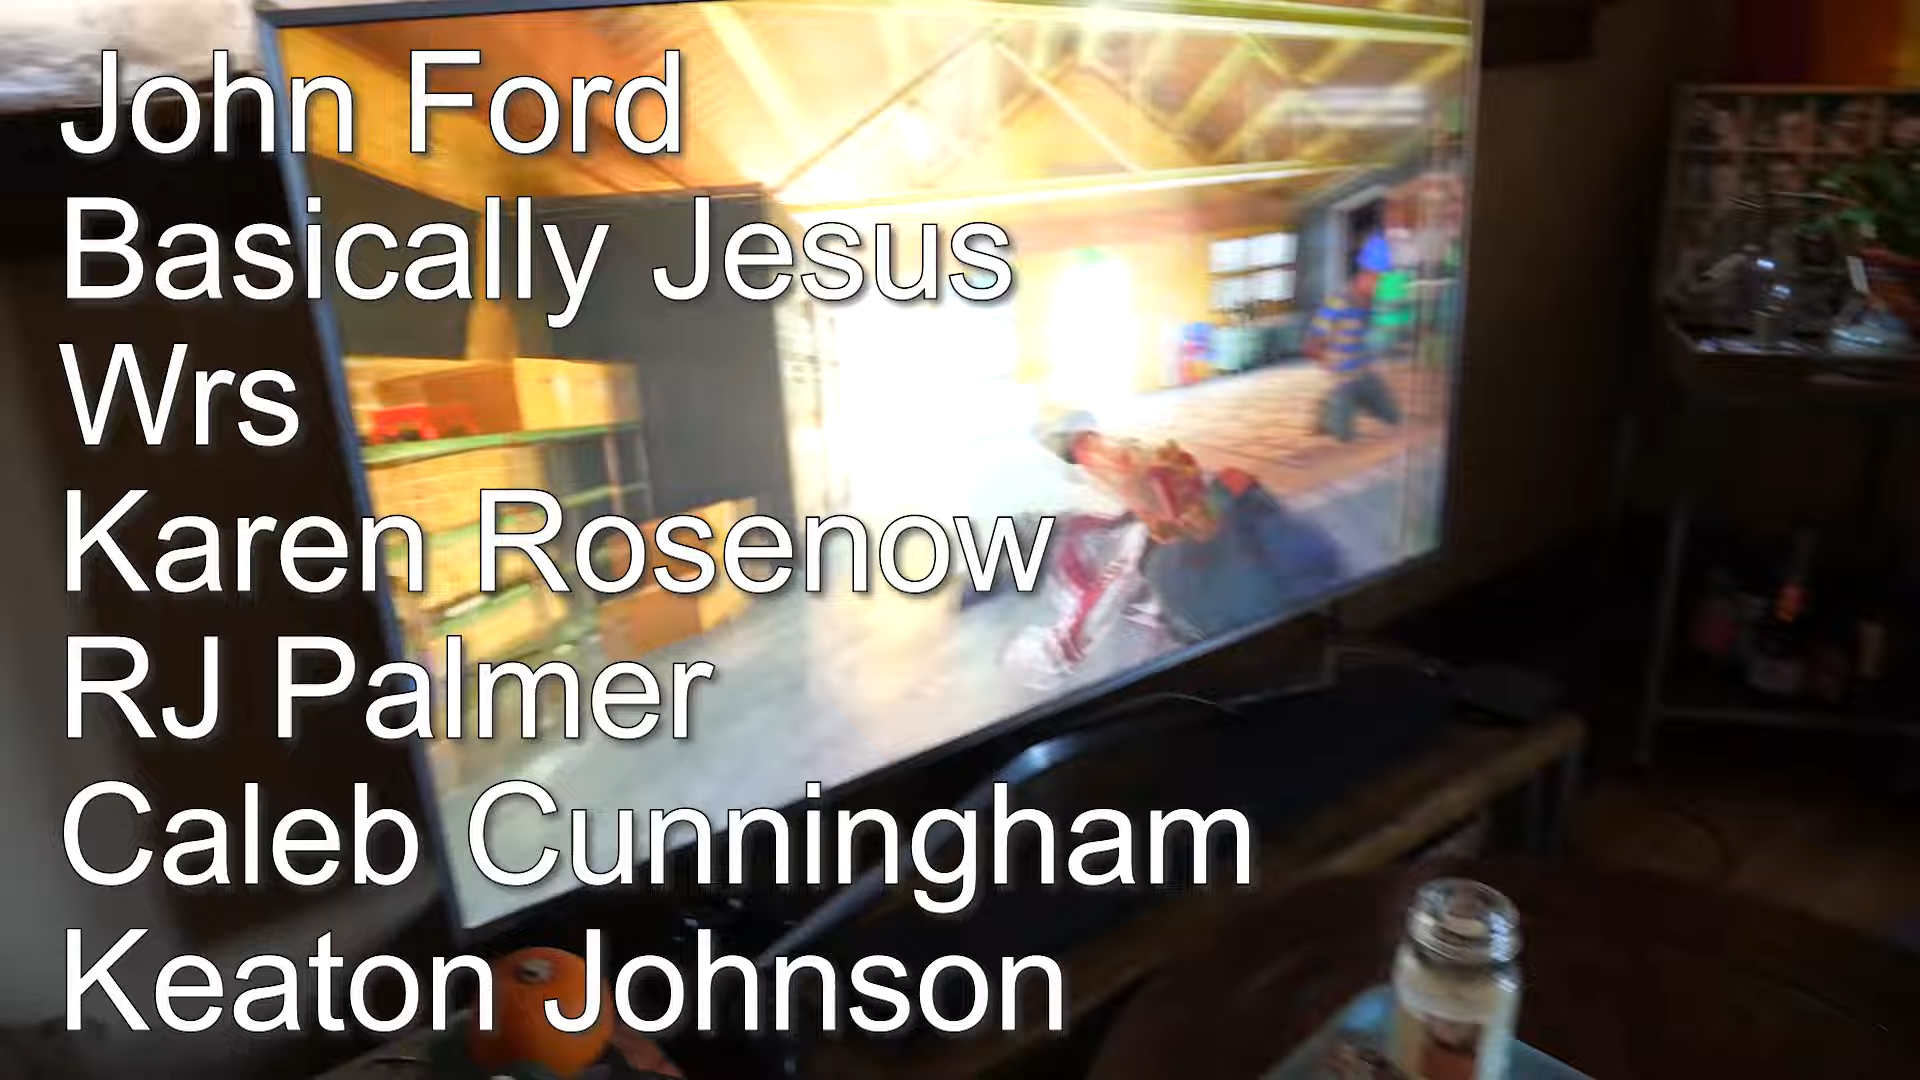 John Ford
Basically Jesus
Wrs
Karen Rosenow
RJ Palmer
Caleb Cunningham
Keaton Johnson